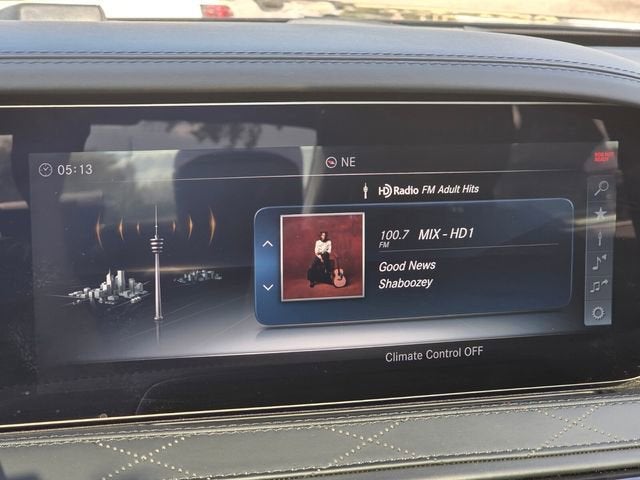 05:13
NE
HD Radio FM Adult Hits
100.7 MIX - HD1
FM
Good News
Shaboozey
Climate Control OFF